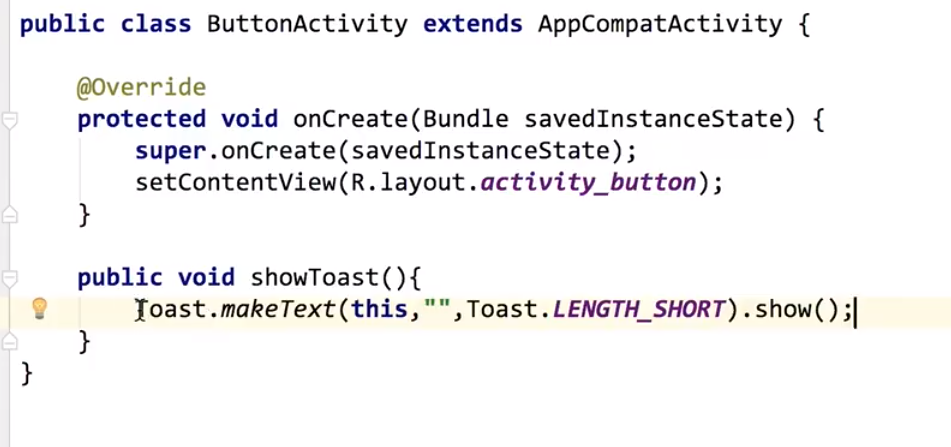 public class ButtonActivity extends AppCompatActivity {
@Override
protected void onCreate(Bundle savedInstanceState) {
super.onCreate(savedInstanceState);
setContentView(R.layout.activity_button);
}
public void showToast(){
Toast.makeText(this,"",Toast.LENGTH_SHORT).show();
}
}